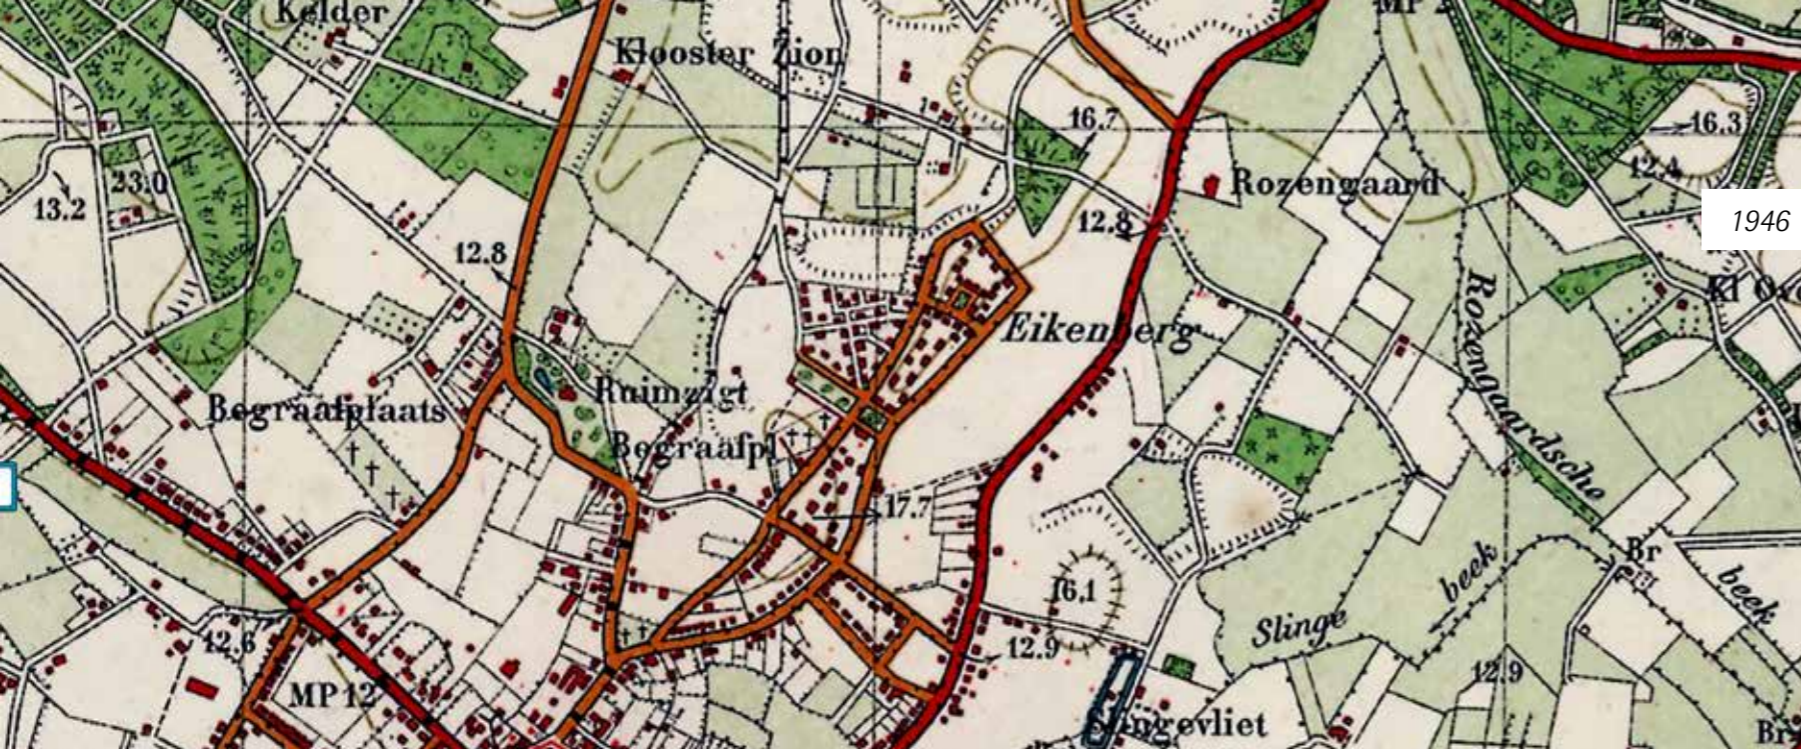 Kelder
MP 2
Klooster Zion
16.7
16.3
12.4
23.0
13.2
Rozengaard
12.8
1946
12.8
Kl
Eikenberg
Rozengaardsche
Ruimzigt
Begraafplaats
Begraafpl
17.7
Br
beek
beek
16.1
Slinge
12.6
12.9
12.9
MP 12
Slingevliet
Br